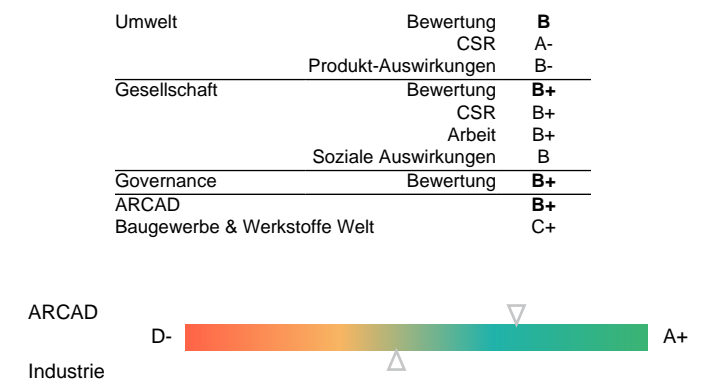 Umwelt Bewertung B
CSR A-
Produkt-Auswirkungen B-
Gesellschaft Bewertung B+
CSR B+
Arbeit B+
Soziale Auswirkungen B
Governance Bewertung B+
ARCAD B+
Baugewerbe & Werkstoffe Welt C+
ARCAD
D- A+
Industrie